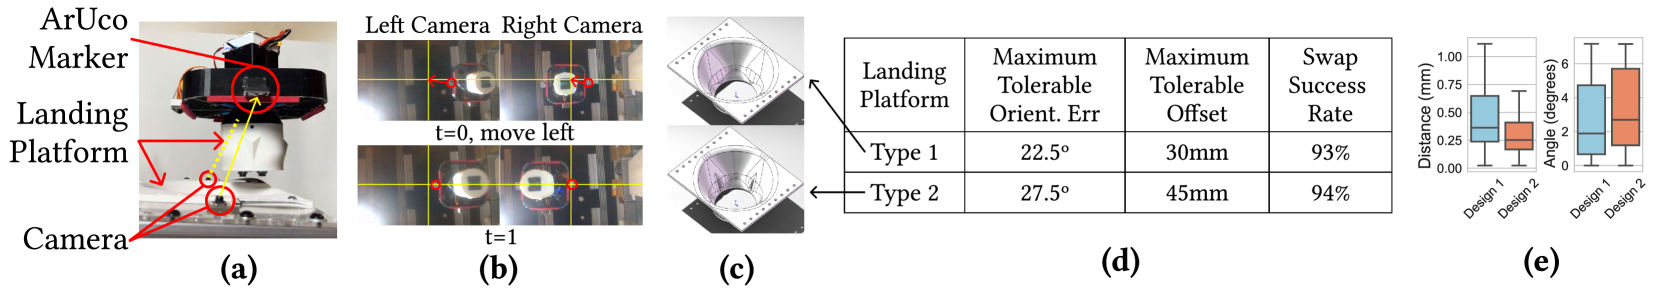 ArUco
Marker
Landing
Platform
Camera
(a)
Left Camera Right Camera
t=0, move left
t=1
(b)
(c)
Landing
Platform
Maximum
Tolerable
Orient. Err
Maximum
Tolerable
Offset
Swap
Success
Rate
Type 1 22.5º 30mm 93%
Type 2 27.5º 45mm 94%
(d)
Distance (mm)
1.00
0.75
0.50
0.25
0.00
Design 1
Design 2
Angle (degrees)
6
4
2
0
Design 1
Design 2
(e)